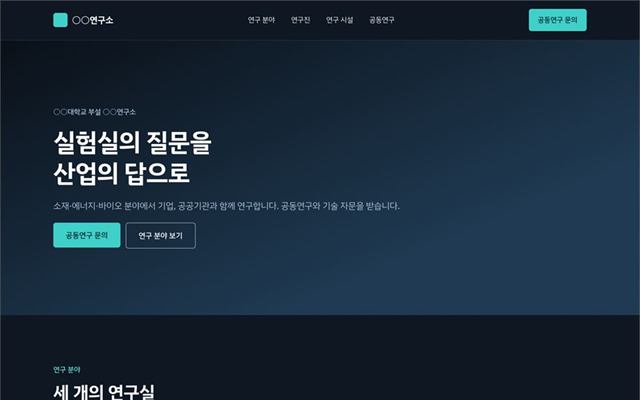 ○○연구소
연구 분야
연구진
연구 시설
공동연구
공동연구 문의
○○대학교 부설 ○○연구소
실험실의 질문을
산업의 답으로
소재·에너지·바이오 분야에서 기업, 공공기관과 함께 연구합니다. 공동연구와 기술 자문을 받습니다.
공동연구 문의
연구 분야 보기
연구 분야
세 개의 연구실